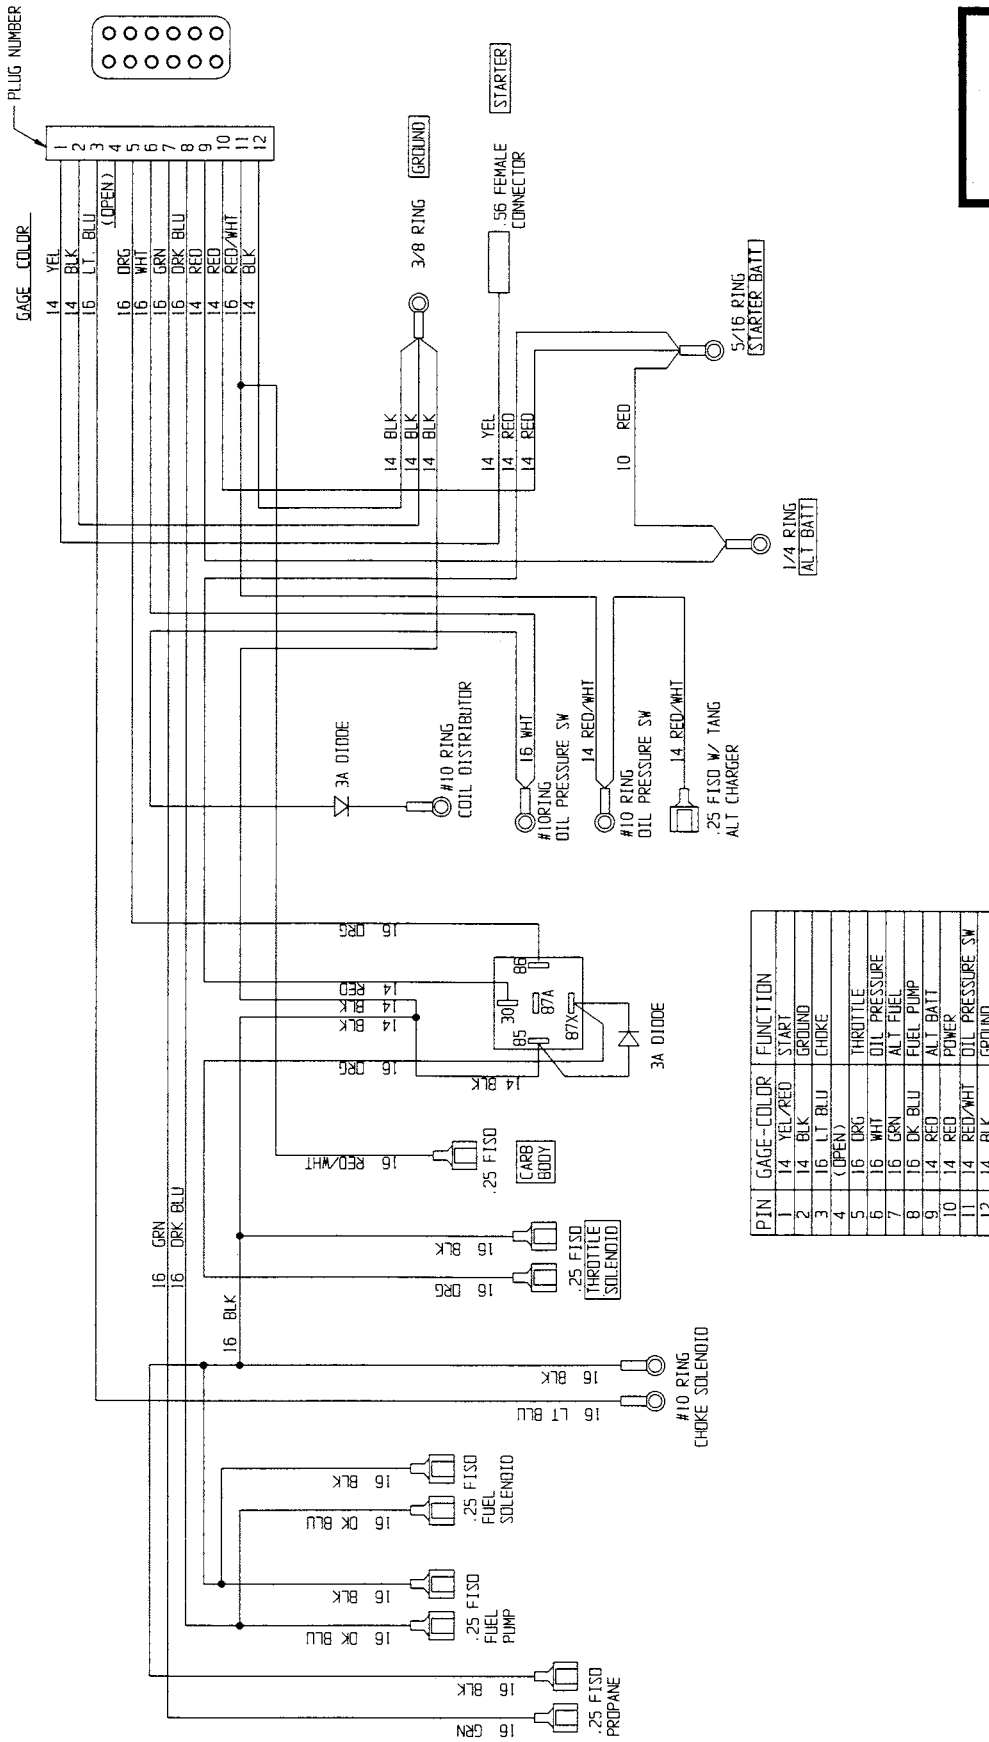 PLUG NUMBER
GAGE COLOR
1
2
3
4
5
6
7
8
9
10
11
12
14 YEL
14 BLK
16 LT. BLU
(OPEN)
16 ORG
16 WHT
16 GRN
16 DRK BLU
14 RED
14 RED
16 RED/WHT
14 BLK
3/8 RING
GROUND
.56 FEMALE
CONNECTOR
STARTER
14 BLK
14 BLK
14 BLK
14 YEL
14 RED
14 RED
5/16 RING
STARTER BATT
10 RED
1/4 RING
ALT BATT
3A DIODE
#10 RING
COIL DISTRIBUTOR
16 WHT
#10RING
OIL PRESSURE SW
14 RED/WHT
#10 RING
OIL PRESSURE SW
14 RED/WHT
.25 FISO W/ TANG
ALT CHARGER
16 ORG
14 RED
14 BLK
14 BLK
16 ORG
14 BLK
86
30
87A
85
87X
3A DIODE
16 RED/WHT
.25 FISO
CARB
BODY
16 BLK
16 ORG
.25 FISO
THROTTLE
SOLENOID
16 GRN
16 DRK BLU
16 BLK
16 BLK
16 LT BLU
#10 RING
CHOKE SOLENOID
16 BLK
16 DK BLU
.25 FISO
FUEL
SOLENOID
16 BLK
16 DK BLU
.25 FISO
FUEL
PUMP
16 BLK
16 GRN
.25 FISO
PROPANE
PIN GAGE-COLOR FUNCTION
1 14 YEL/RED START
2 14 BLK GROUND
3 16 LT BLU CHOKE
4 (OPEN)
5 16 ORG THROTTLE
6 16 WHT OIL PRESSURE
7 16 GRN ALT FUEL
8 16 DK BLU FUEL PUMP
9 14 RED ALT BATT
10 14 RED POWER
11 14 RED/WHT OIL PRESSURE SW
12 14 BLK GROUND